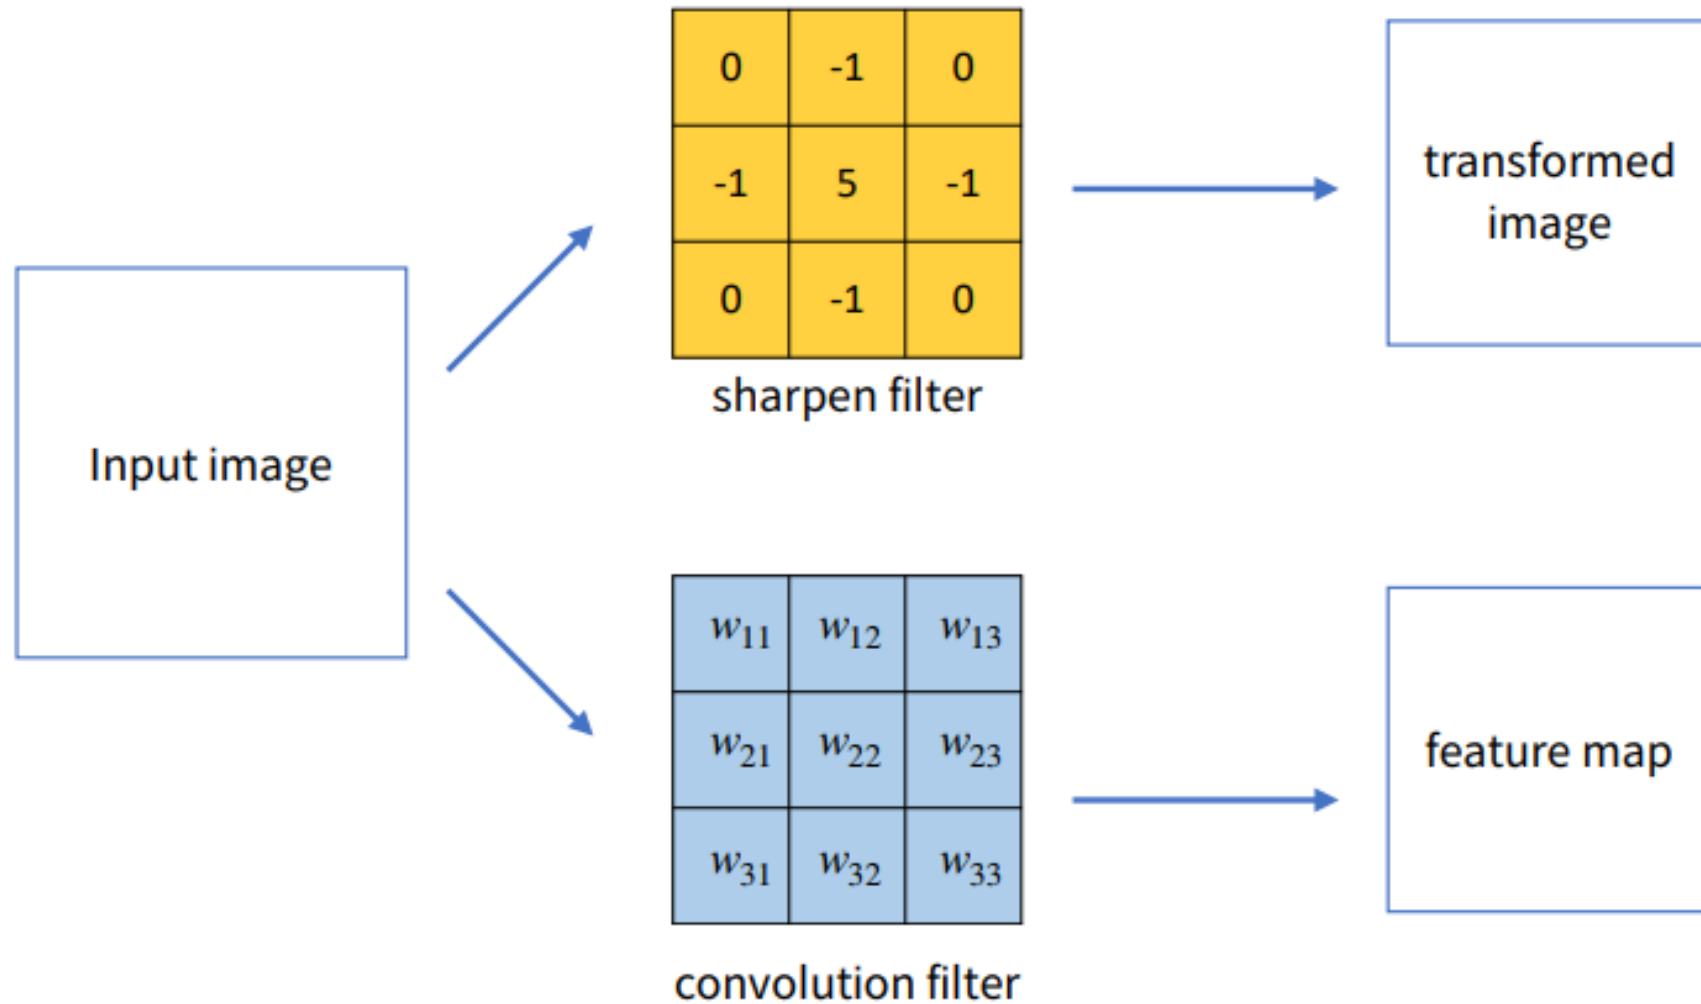 Input image
0 -1 0
-1 5 -1
0 -1 0
sharpen filter
transformed
image
w₁₁ w₁₂ w₁₃
w₂₁ w₂₂ w₂₃
w₃₁ w₃₂ w₃₃
convolution filter
feature map